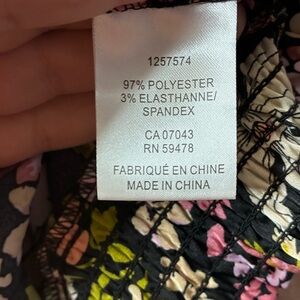 1257574
97% POLYESTER
3% ELASTHANNE/
SPANDEX
CA 07043
RN 59478
FABRIQUÉ EN CHINE
MADE IN CHINA